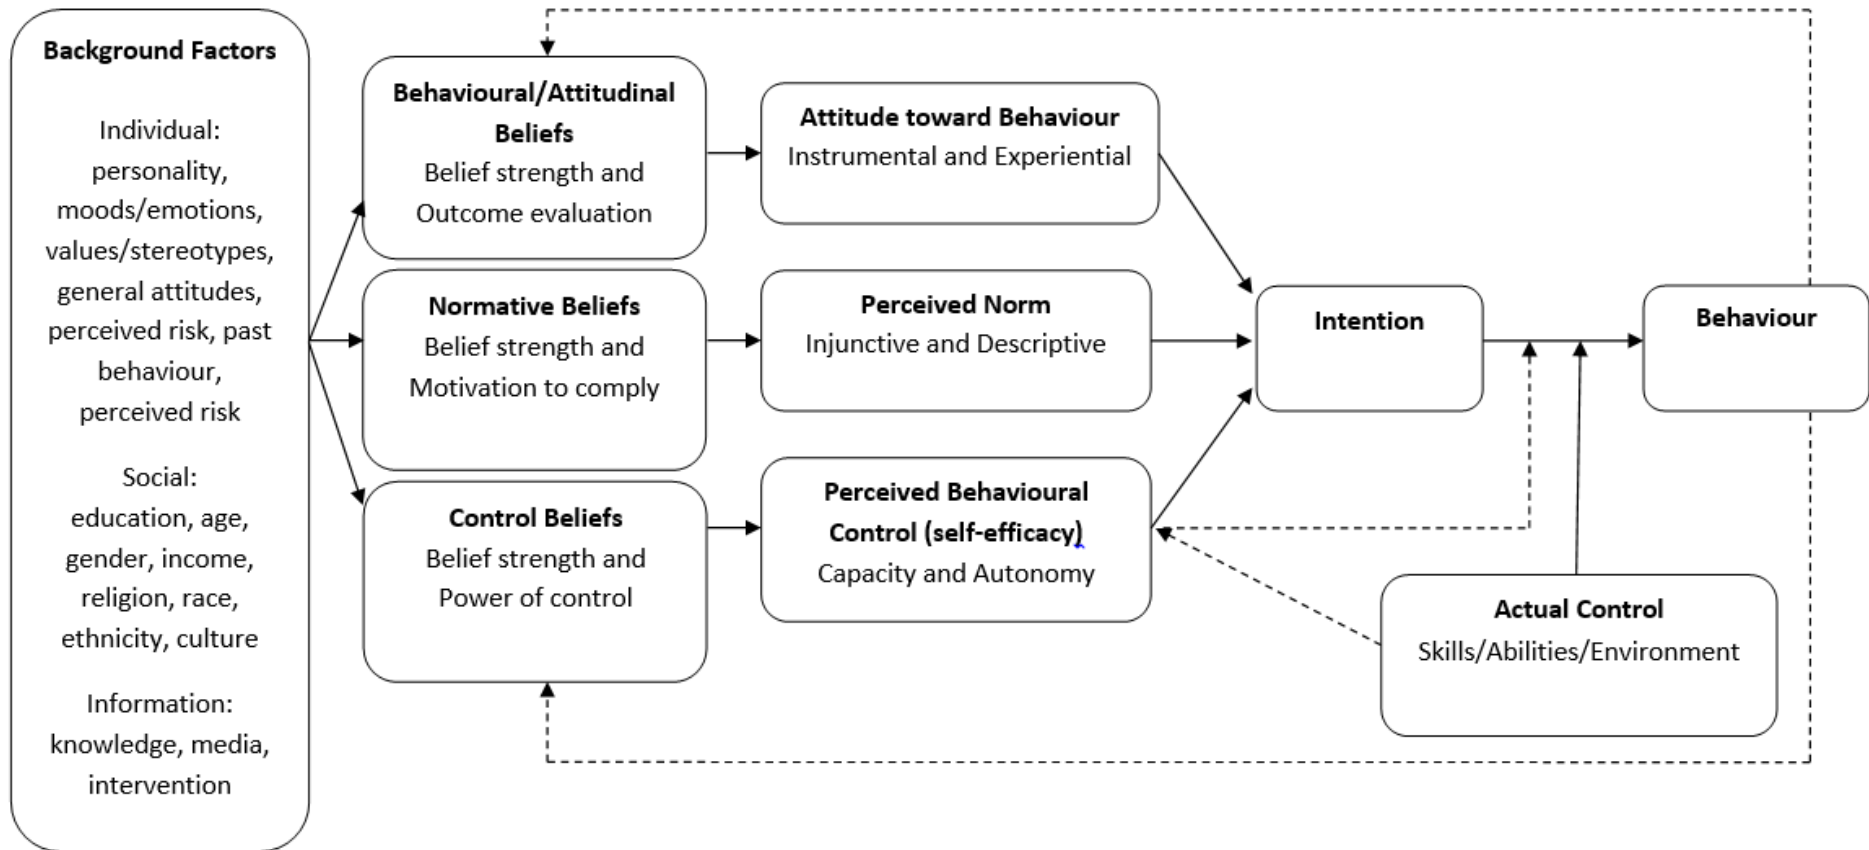 Background Factors
Individual:
personality,
moods/emotions,
values/stereotypes,
general attitudes,
perceived risk, past
behaviour,
perceived risk
Social:
education, age,
gender, income,
religion, race,
ethnicity, culture
Information:
knowledge, media,
intervention
Behavioural/Attitudinal
Beliefs
Belief strength and
Outcome evaluation
Normative Beliefs
Belief strength and
Motivation to comply
Control Beliefs
Belief strength and
Power of control
Attitude toward Behaviour
Instrumental and Experiential
Perceived Norm
Injunctive and Descriptive
Perceived Behavioural
Control (self-efficacy)
Capacity and Autonomy
Intention
Behaviour
Actual Control
Skills/Abilities/Environment